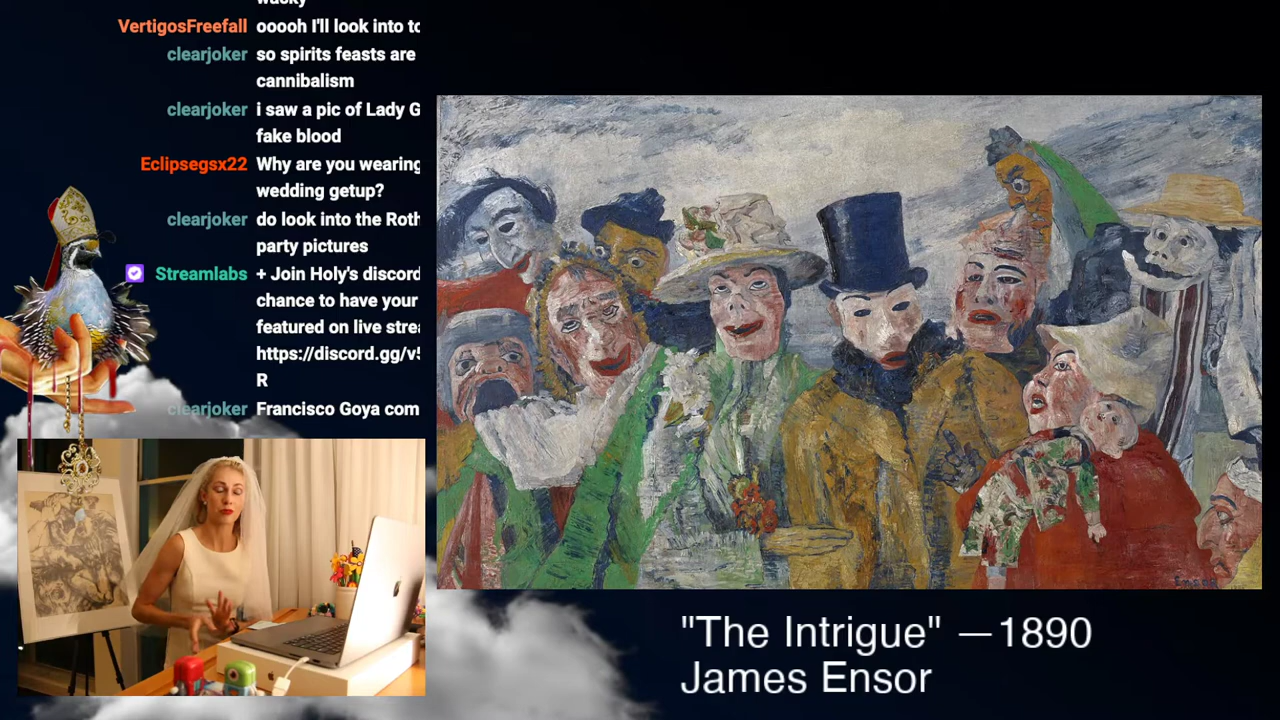 wacky
VertigosFreefall ooooh I'll look into
clearjoker so spirits feasts are
cannibalism
clearjoker i saw a pic of Lady G
fake blood
Eclipsegsx22 Why are you wearing
wedding getup?
clearjoker do look into the Roth
party pictures
Streamlabs + Join Holy's discord
chance to have your
featured on live
https://discord.gg/v
R
clearjoker Francisco Goya com
Ensor
"The Intrigue" —1890
James Ensor